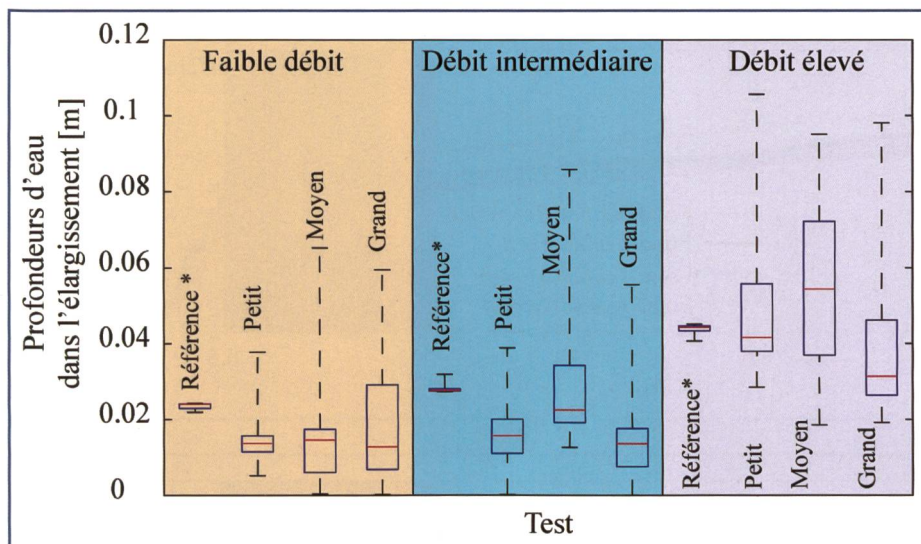 Profondeurs d'eau
dans l'élargissement [m]
0.12
0.1
0.08
0.06
0.04
0.02
0
Faible débit
Référence *
Petit
Moyen
Grand
Débit intermédiaire
Référence*
Petit
Moyen
Grand
Débit élevé
Référence*
Petit
Moyen
Grand
Test